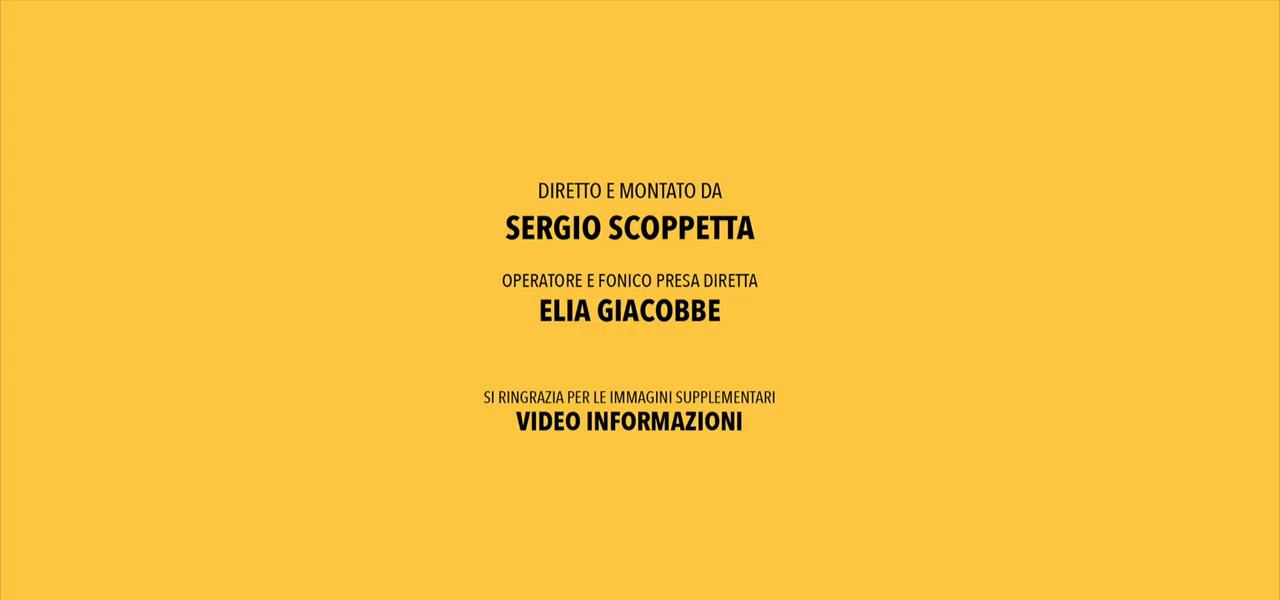 DIRETTO E MONTATO DA
SERGIO SCOPPETTA
OPERATORE E FONICO PRESA DIRETTA
ELIA GIACOBBE
SI RINGRAZIA PER LE IMMAGINI SUPPLEMENTARI
VIDEO INFORMAZIONI